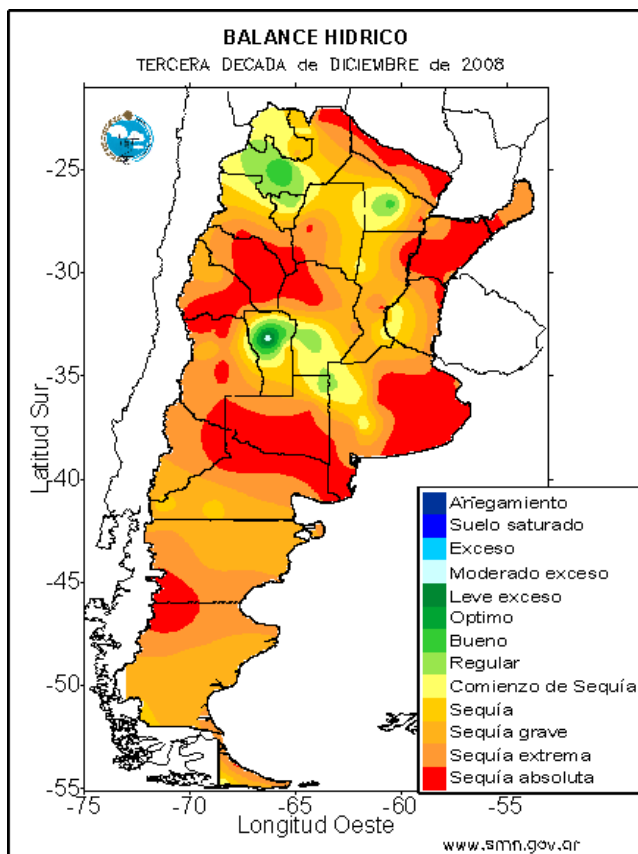 BALANCE HIDRICO
TERCERA DECADA de DICIEMBRE de 2008
-25
-30
-35
-40
-45
-50
-55
Latitud Sur
-75
-70
-65
-60
-55
Longitud Oeste
Anegamiento
Suelo saturado
Exceso
Moderado exceso
Leve exceso
Optimo
Bueno
Regular
Comienzo de Sequía
Sequía
Sequía grave
Sequía extrema
Sequía absoluta
www.smn.gov.ar